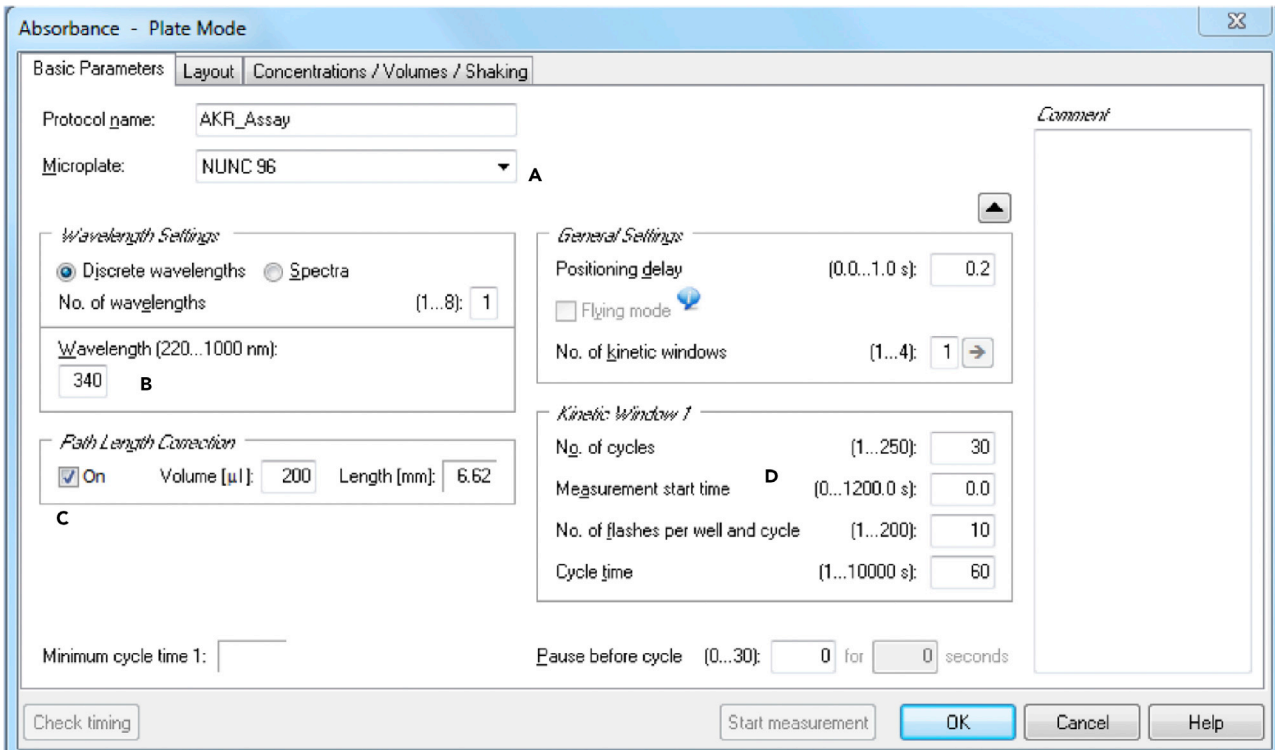 Absorbance - Plate Mode
Basic Parameters Layout Concentrations / Volumes / Shaking
Protocol name: AKR_Assay
Microplate: NUNC 96
A
Comment
Wavelength Settings
Discrete wavelengths Spectra
No. of wavelengths (1...8): 1
Wavelength (220...1000 nm):
340 B
Path Length Correction
On Volume [µl]: 200 Length [mm]: 6.62
C
General Settings
Positioning delay (0.0...1.0 s): 0.2
Flying mode
No. of kinetic windows (1...4): 1
Kinetic Window 1
No. of cycles (1...250): 30
Measurement start time D (0...1200.0 s): 0.0
No. of flashes per well and cycle (1...200): 10
Cycle time (1...10000 s): 60
Minimum cycle time 1:
Pause before cycle (0...30): 0 for 0 seconds
Check timing Start measurement OK Cancel Help